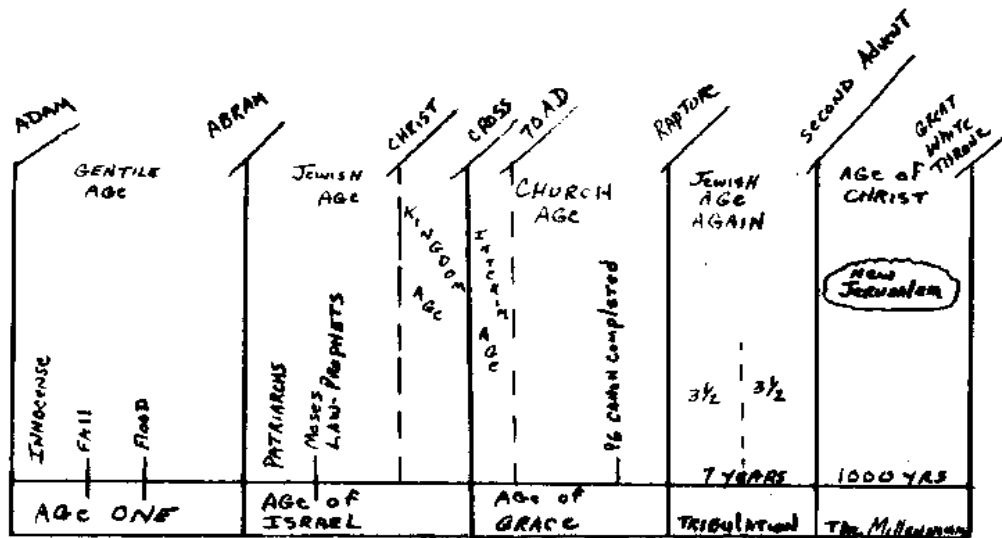 ADAM
ABRAM
CHRIST
CROSS
70 AD
RAPTURE
SECOND ADVENT
GREAT
WHITE
THRONE
GENTILE
AGE
JEWISH
AGE
KINGDOM
AGE
INTERIM
AGE
CHURCH
AGE
JEWISH
AGE
AGAIN
AGE of
CHRIST
NEW
JERUSALEM
INNOCENSE
FALL
FLOOD
PATRIARCHS
MOSES
LAW-PROPHETS
96 CANON COMPLETED
3½
3½
7 YEARS
1000 YRS
AGE ONE
AGE of
ISRAEL
AGE of
GRACE
TRIBULATION
THE MILLENNIUM